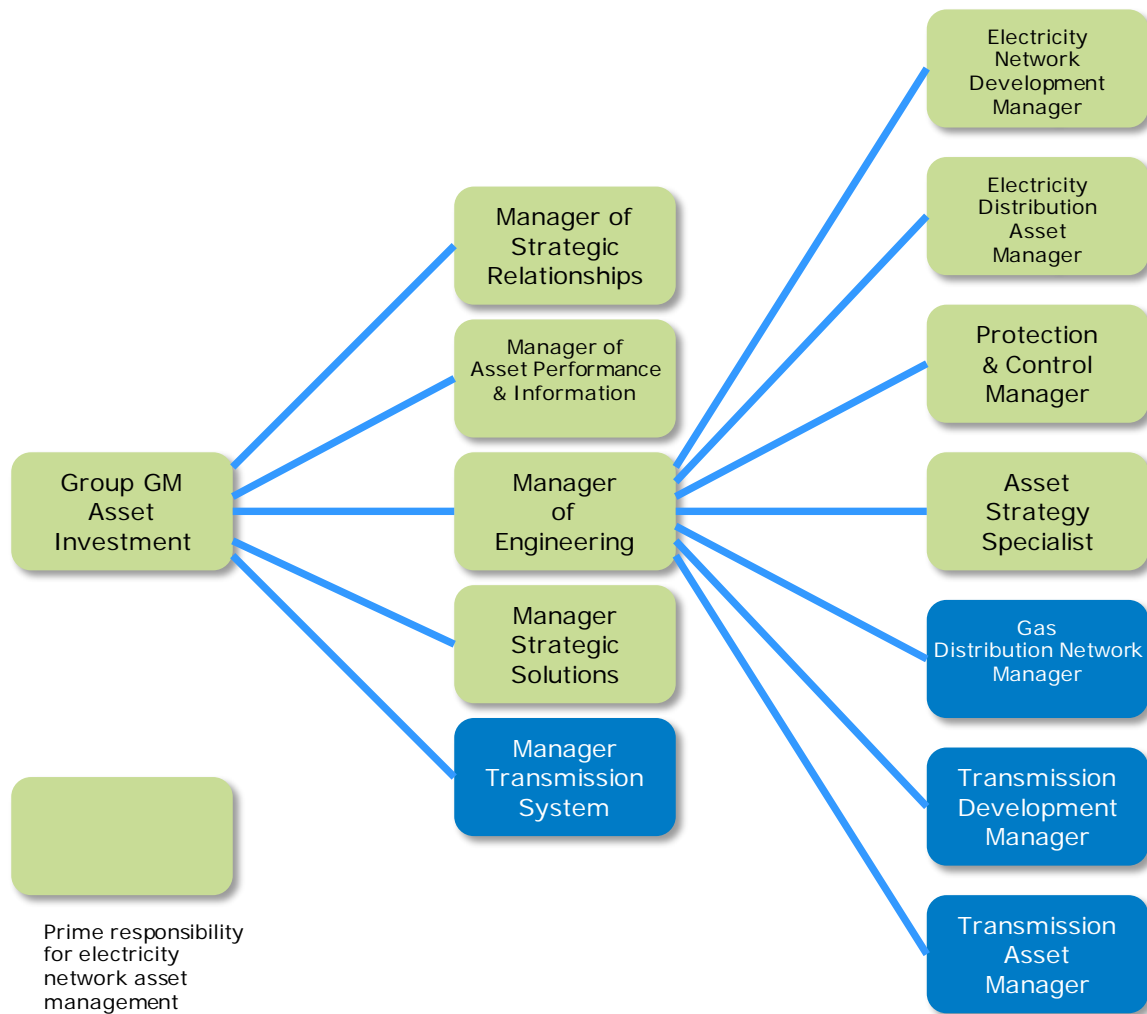 Group GM
Asset
Investment
Manager of
Strategic
Relationships
Manager of
Asset Performance
& Information
Manager
of
Engineering
Manager
Strategic
Solutions
Manager
Transmission
System
Electricity
Network
Development
Manager
Electricity
Distribution
Asset
Manager
Protection
& Control
Manager
Asset
Strategy
Specialist
Gas
Distribution Network
Manager
Transmission
Development
Manager
Transmission
Asset
Manager
Prime responsibility
for electricity
network asset
management